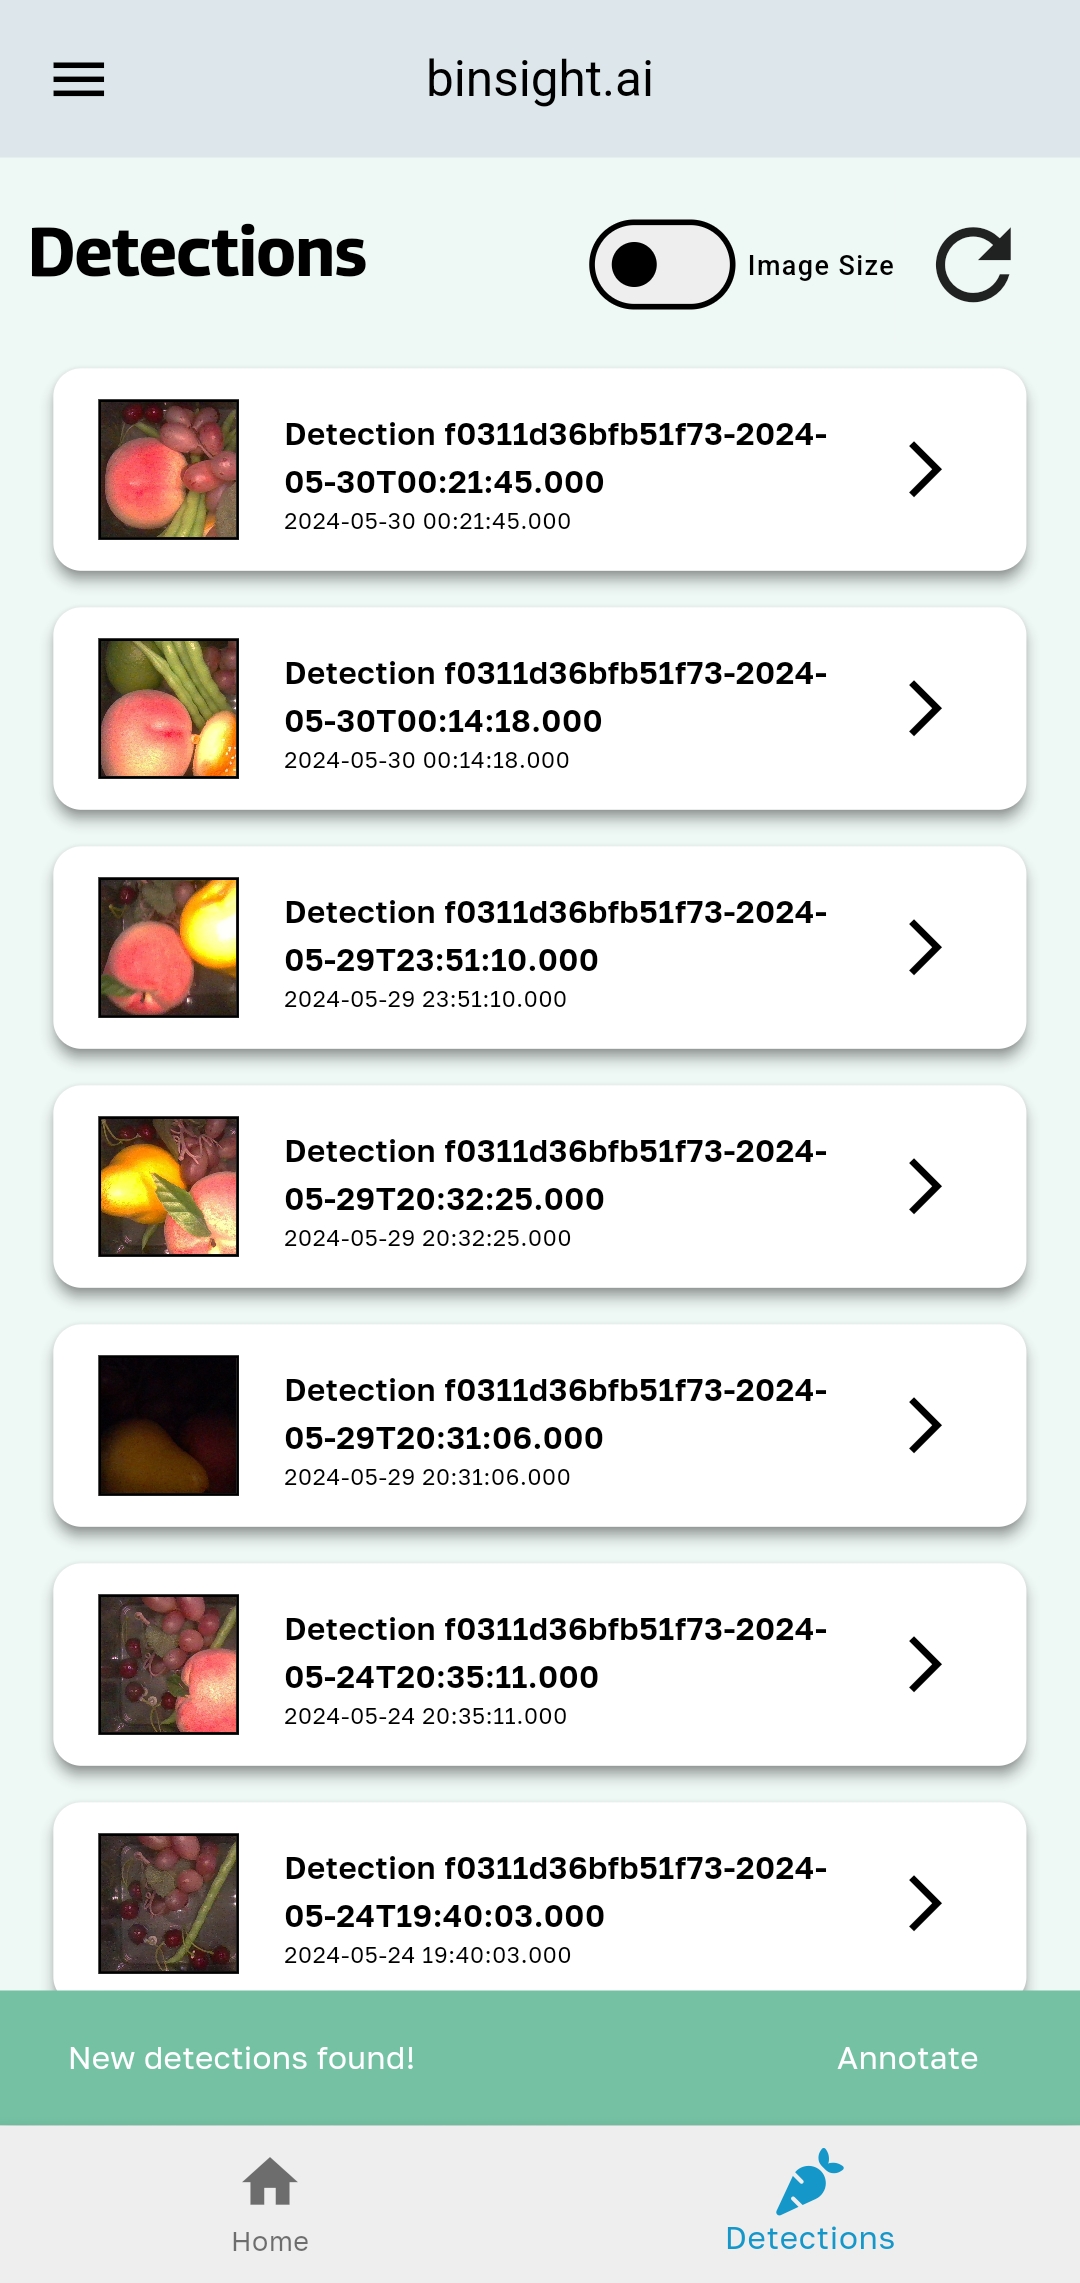 binsight.ai
Detections
Image Size
Detection f0311d36bfb51f73-2024-
05-30T00:21:45.000
2024-05-30 00:21:45.000
Detection f0311d36bfb51f73-2024-
05-30T00:14:18.000
2024-05-30 00:14:18.000
Detection f0311d36bfb51f73-2024-
05-29T23:51:10.000
2024-05-29 23:51:10.000
Detection f0311d36bfb51f73-2024-
05-29T20:32:25.000
2024-05-29 20:32:25.000
Detection f0311d36bfb51f73-2024-
05-29T20:31:06.000
2024-05-29 20:31:06.000
Detection f0311d36bfb51f73-2024-
05-24T20:35:11.000
2024-05-24 20:35:11.000
Detection f0311d36bfb51f73-2024-
05-24T19:40:03.000
2024-05-24 19:40:03.000
New detections found!
Annotate
Home
Detections